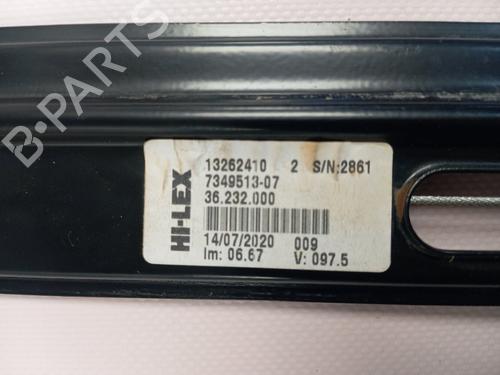 B-PARTS
HI-LEX
13262410 2 S/N:2861
7349513-07
36.232.000
14/07/2020 009
Im: 06.67 V: 097.5